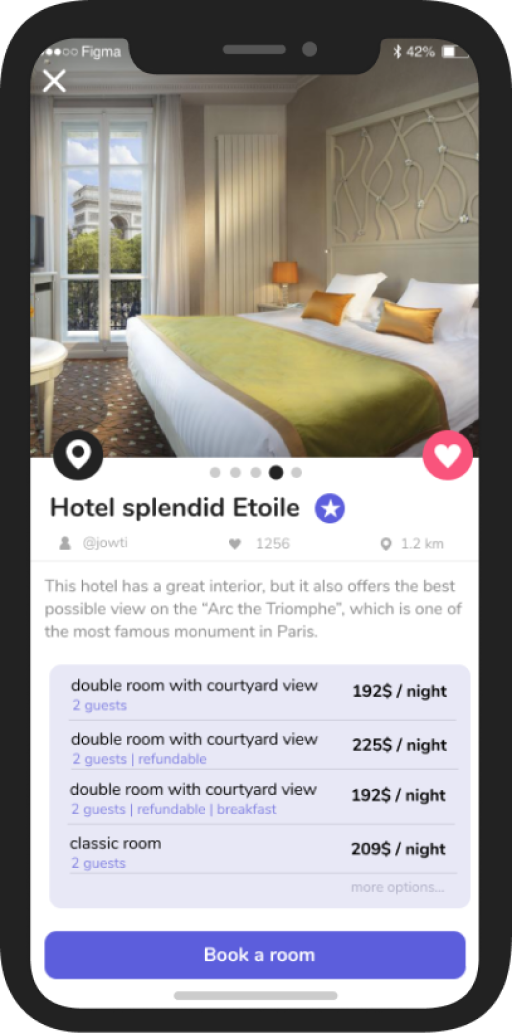 Figma
42%
Hotel splendid Etoile
@jowti 1256 1.2 km
This hotel has a great interior, but it also offers the best
possible view on the “Arc the Triomphe”, which is one of
the most famous monument in Paris.
double room with courtyard view 192$ / night
2 guests
double room with courtyard view 225$ / night
2 guests | refundable
double room with courtyard view 192$ / night
2 guests | refundable | breakfast
classic room 209$ / night
2 guests
more options...
Book a room